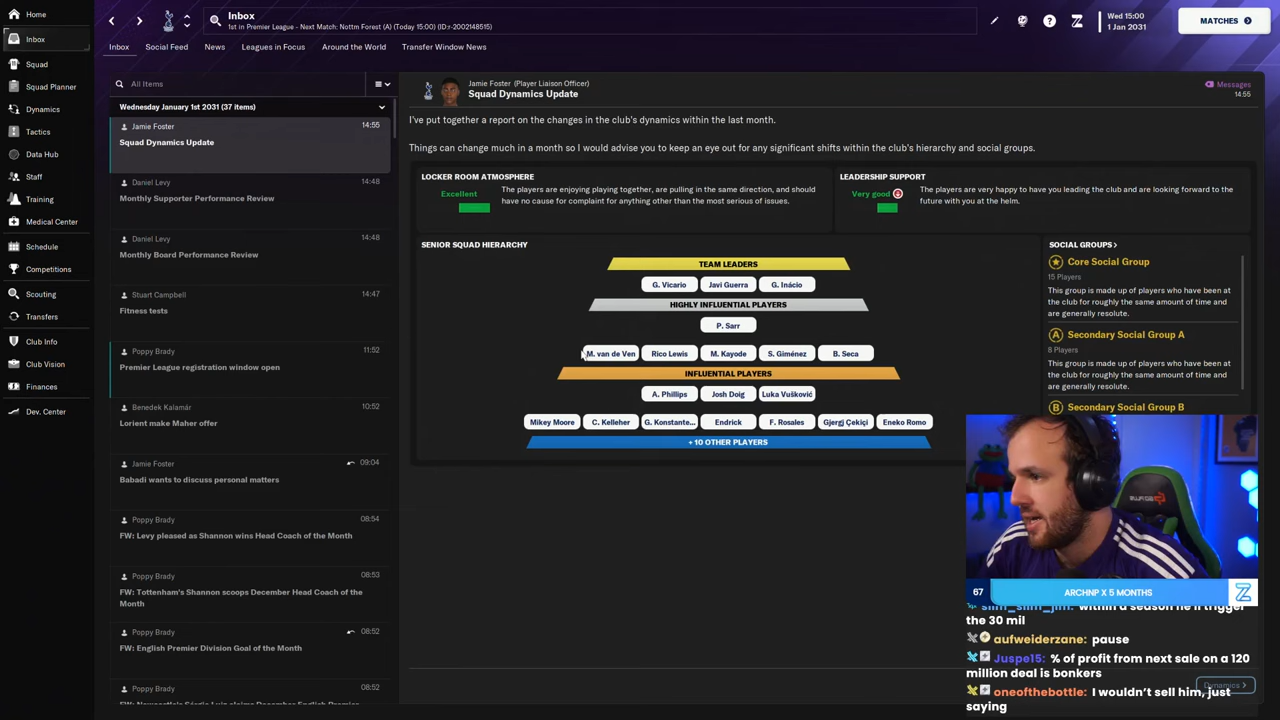 Home
Inbox
Squad
Squad Planner
Dynamics
Tactics
Data Hub
Staff
Training
Medical Center
Schedule
Competitions
Scouting
Transfers
Club Info
Club Vision
Finances
Dev. Center
Inbox
1st in Premier League - Next Match: Nottm Forest (A) (Today 15:00) (ID:r-2002148515)
Wed 15:00
1 Jan 2031
MATCHES
Inbox
Social Feed
News
Leagues in Focus
Around the World
Transfer Window News
All Items
Wednesday January 1st 2031 (37 items)
Jamie Foster 14:55
Squad Dynamics Update
Daniel Levy 14:48
Monthly Supporter Performance Review
Daniel Levy 14:48
Monthly Board Performance Review
Stuart Campbell 14:47
Fitness tests
Poppy Brady 11:52
Premier League registration window open
Benedek Kalamár 10:52
Lorient make Maher offer
Jamie Foster 09:04
Babadi wants to discuss personal matters
Poppy Brady 08:54
FW: Levy pleased as Shannon wins Head Coach of the Month
Poppy Brady 08:53
FW: Tottenham's Shannon scoops December Head Coach of the
Month
Poppy Brady 08:52
FW: English Premier Division Goal of the Month
Poppy Brady 08:52
Jamie Foster (Player Liaison Officer)
Squad Dynamics Update
Messages
14:55
I've put together a report on the changes in the club's dynamics within the last month.
Things can change much in a month so I would advise you to keep an eye out for any significant shifts within the club's hierarchy and social groups.
LOCKER ROOM ATMOSPHERE
Excellent
The players are enjoying playing together, are pulling in the same direction, and should
have no cause for complaint for anything other than the most serious of issues.
LEADERSHIP SUPPORT
Very good
The players are very happy to have you leading the club and are looking forward to the
future with you at the helm.
SENIOR SQUAD HIERARCHY
TEAM LEADERS
G. Vicario Javi Guerra G. Inácio
HIGHLY INFLUENTIAL PLAYERS
P. Sarr
M. van de Ven Rico Lewis M. Kayode S. Giménez B. Seca
INFLUENTIAL PLAYERS
A. Phillips Josh Doig Luka Vušković
Mikey Moore C. Kelleher G. Konstante... Endrick F. Rosales Gjergj Çekiçi Eneko Romo
+ 10 OTHER PLAYERS
SOCIAL GROUPS >
Core Social Group
15 Players
This group is made up of players who have been at
the club for roughly the same amount of time and
are generally resolute.
A Secondary Social Group A
8 Players
This group is made up of players who have been at
the club for roughly the same amount of time and
are generally resolute.
B Secondary Social Group B
67 ARCHNP X 5 MONTHS
within a season he'll trigger
the 30 mil
aufweiderzane: pause
Juspe15: % of profit from next sale on a 120
million deal is bonkers
oneofthebottle: I wouldn't sell him, just
saying
Dynamics >